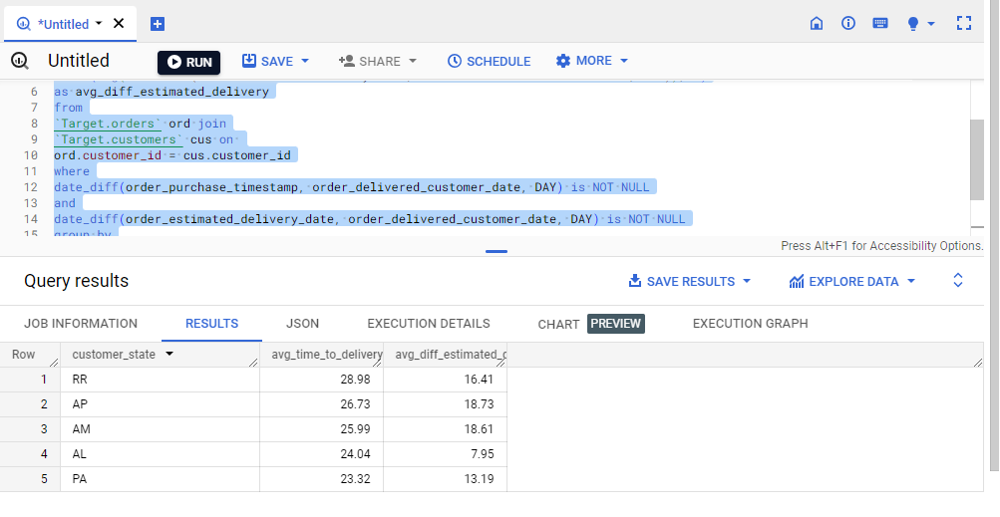 *Untitled
Untitled
RUN
SAVE
SHARE
SCHEDULE
MORE
6 as avg_diff_estimated_delivery
7 from
8 `Target.orders` ord join
9 `Target.customers` cus on
10 ord.customer_id = cus.customer_id
11 where
12 date_diff(order_purchase_timestamp, order_delivered_customer_date, DAY) is NOT NULL
13 and
14 date_diff(order_estimated_delivery_date, order_delivered_customer_date, DAY) is NOT NULL
15 group by
Press Alt+F1 for Accessibility Options.
Query results
SAVE RESULTS
EXPLORE DATA
JOB INFORMATION
RESULTS
JSON
EXECUTION DETAILS
CHART PREVIEW
EXECUTION GRAPH
Row customer_state avg_time_to_delivery avg_diff_estimated_d
1 RR 28.98 16.41
2 AP 26.73 18.73
3 AM 25.99 18.61
4 AL 24.04 7.95
5 PA 23.32 13.19